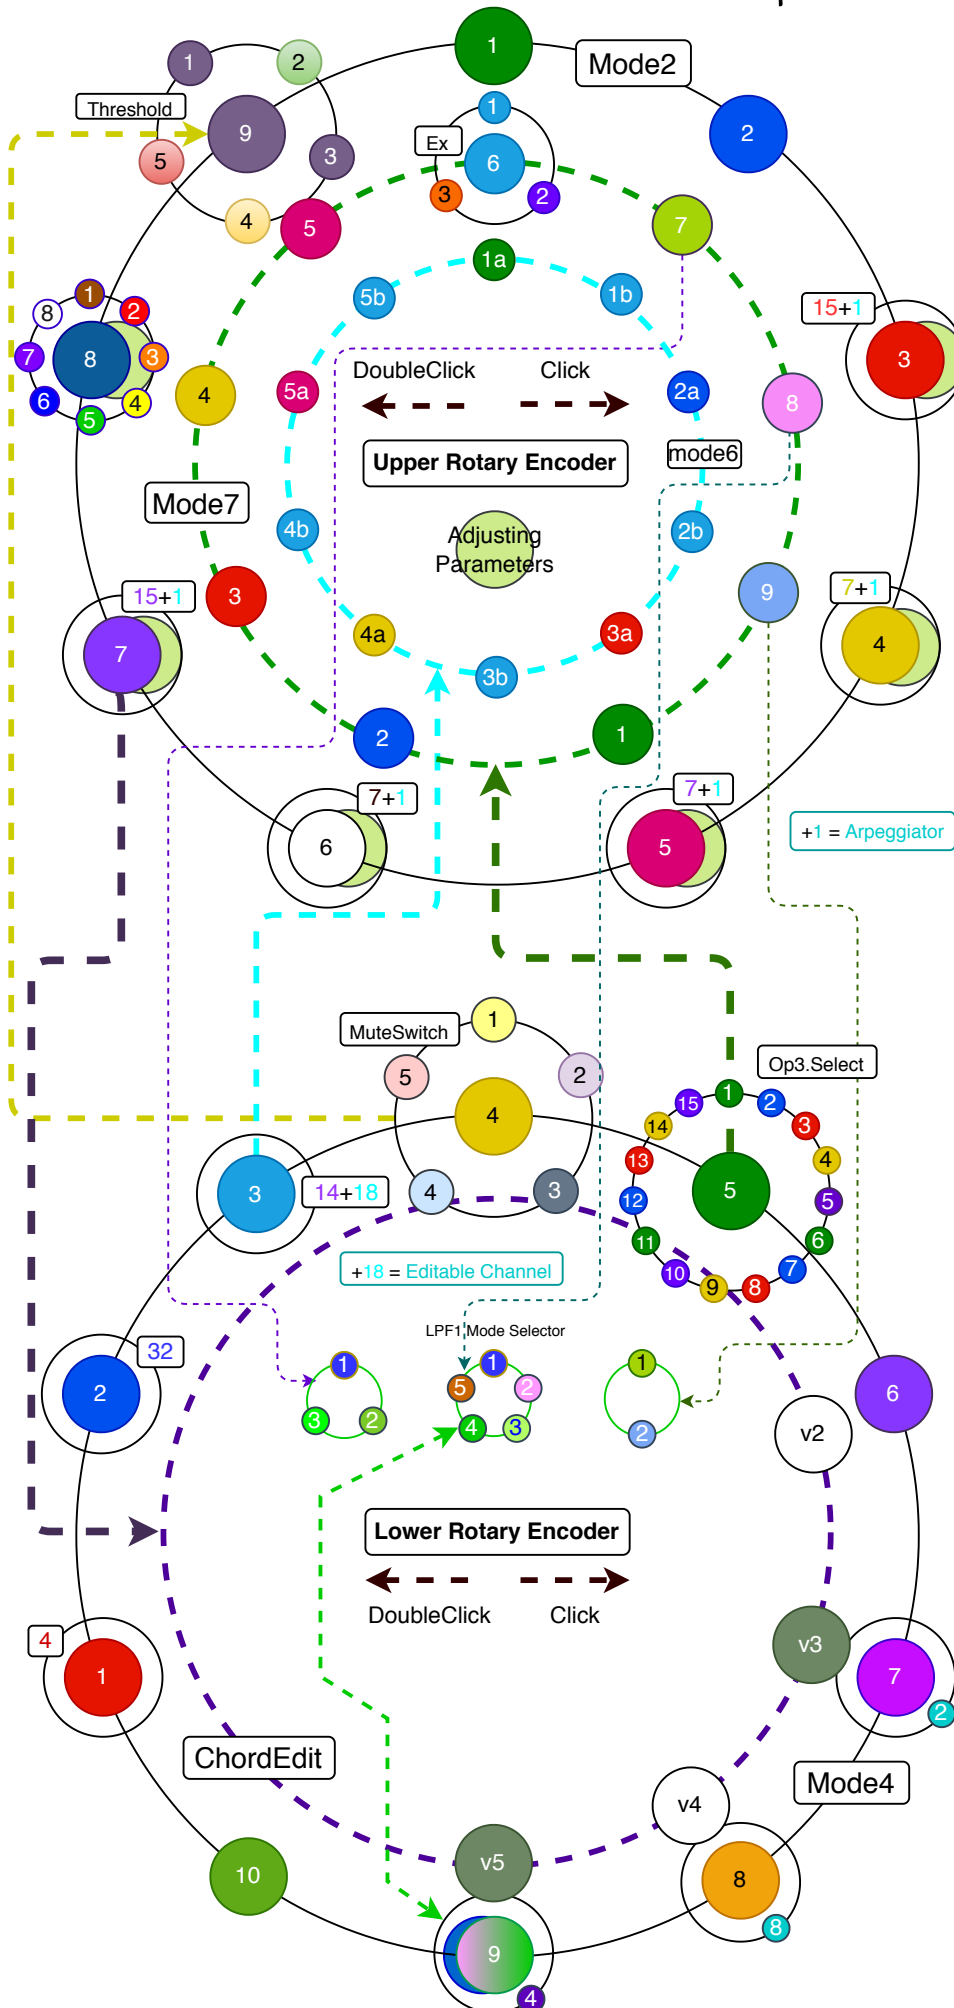 1
Mode2
1
2
Threshold
9
2
1
Ex
6
5
3
3
2
4
5
7
1a
5b
1b
1
8
2
7
8
3
6
4
5
15+1
3
DoubleClick
Click
4
5a
2a
8
Upper Rotary Encoder
mode6
Mode7
4b
2b
Adjusting
Parameters
15+1
7
3
9
7+1
4
4a
3a
3b
2
1
7+1
6
7+1
5
+1 = Arpeggiator
1
MuteSwitch
5
2
4
4
3
Op3.Select
1
2
3
4
5
6
7
8
9
10
11
12
13
14
15
5
3
14+18
+18 = Editable Channel
LPF1 Mode Selector
32
2
1
3
2
1
5
2
4
3
1
2
6
v2
Lower Rotary Encoder
DoubleClick
Click
4
1
v3
7
2
ChordEdit
Mode4
v4
10
v5
8
8
9
4